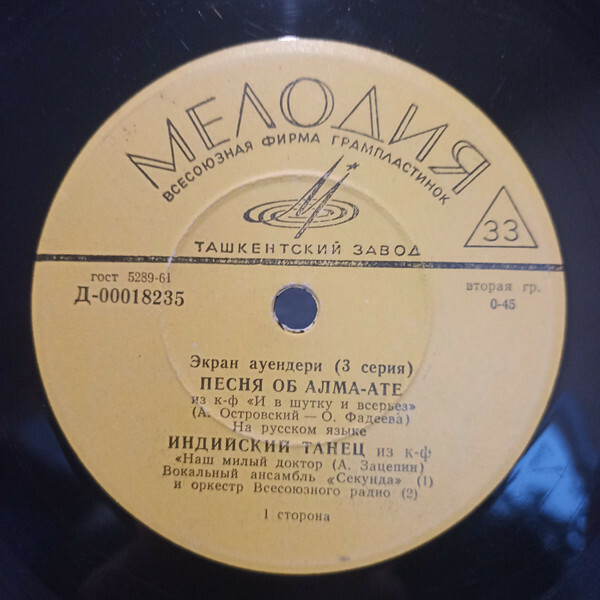 МЕЛОДИЯ
ВСЕСОЮЗНАЯ ФИРМА ГРАМПЛАСТИНОК
33
ТАШКЕНТСКИЙ ЗАВОД
гост 5289-61
Д-00018235
вторая гр.
0-45
Экран ауендери (3 серия)
ПЕСНЯ ОБ АЛМА-АТЕ
из к-ф «И в шутку и всерьез»
(А. Островский — О. Фадеева)
На русском языке
ИНДИЙСКИЙ ТАНЕЦ из к-ф
«Наш милый доктор (А. Зацепин)
Вокальный ансамбль «Секунда» (1)
и оркестр Всесоюзного радио (2)
1 сторона